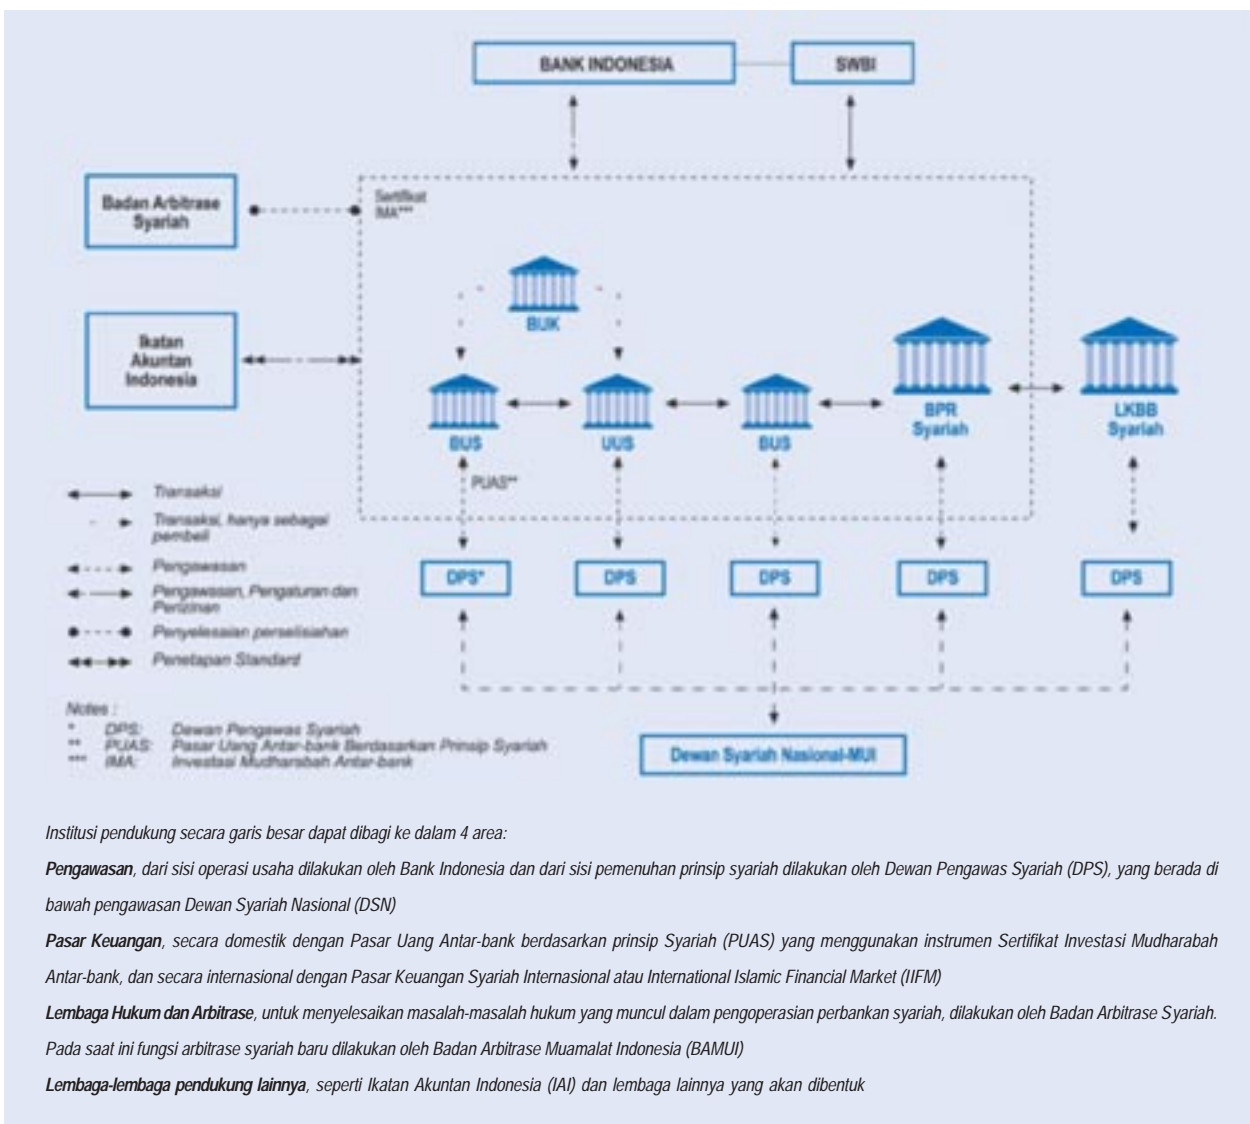 BANK INDONESIA
SWBI
Badan Arbitrase
Syariah
Sertifikat
IMA***
BUK
Ikatan
Akuntan
Indonesia
BUS
UUS
BUS
BPR
Syariah
LKBB
Syariah
PUAS**
Transaksi
Transaksi, hanya sebagai
pembeli
Pengawasan
Pengawasan, Pengaturan dan
Perizinan
Penyelesaian perselisiahan
Penetapan Standard
DPS*
DPS
DPS
DPS
DPS
Notes :
* DPS: Dewan Pengawas Syariah
** PUAS: Pasar Uang Antar-bank Berdasarkan Prinsip Syariah
*** IMA: Investasi Mudharabah Antar-bank
Dewan Syariah Nasional-MUI
Institusi pendukung secara garis besar dapat dibagi ke dalam 4 area:
Pengawasan, dari sisi operasi usaha dilakukan oleh Bank Indonesia dan dari sisi pemenuhan prinsip syariah dilakukan oleh Dewan Pengawas Syariah (DPS), yang berada di
bawah pengawasan Dewan Syariah Nasional (DSN)
Pasar Keuangan, secara domestik dengan Pasar Uang Antar-bank berdasarkan prinsip Syariah (PUAS) yang menggunakan instrumen Sertifikat Investasi Mudharabah
Antar-bank, dan secara internasional dengan Pasar Keuangan Syariah Internasional atau International Islamic Financial Market (IIFM)
Lembaga Hukum dan Arbitrase, untuk menyelesaikan masalah-masalah hukum yang muncul dalam pengoperasian perbankan syariah, dilakukan oleh Badan Arbitrase Syariah.
Pada saat ini fungsi arbitrase syariah baru dilakukan oleh Badan Arbitrase Muamalat Indonesia (BAMUI)
Lembaga-lembaga pendukung lainnya, seperti Ikatan Akuntan Indonesia (IAI) dan lembaga lainnya yang akan dibentuk